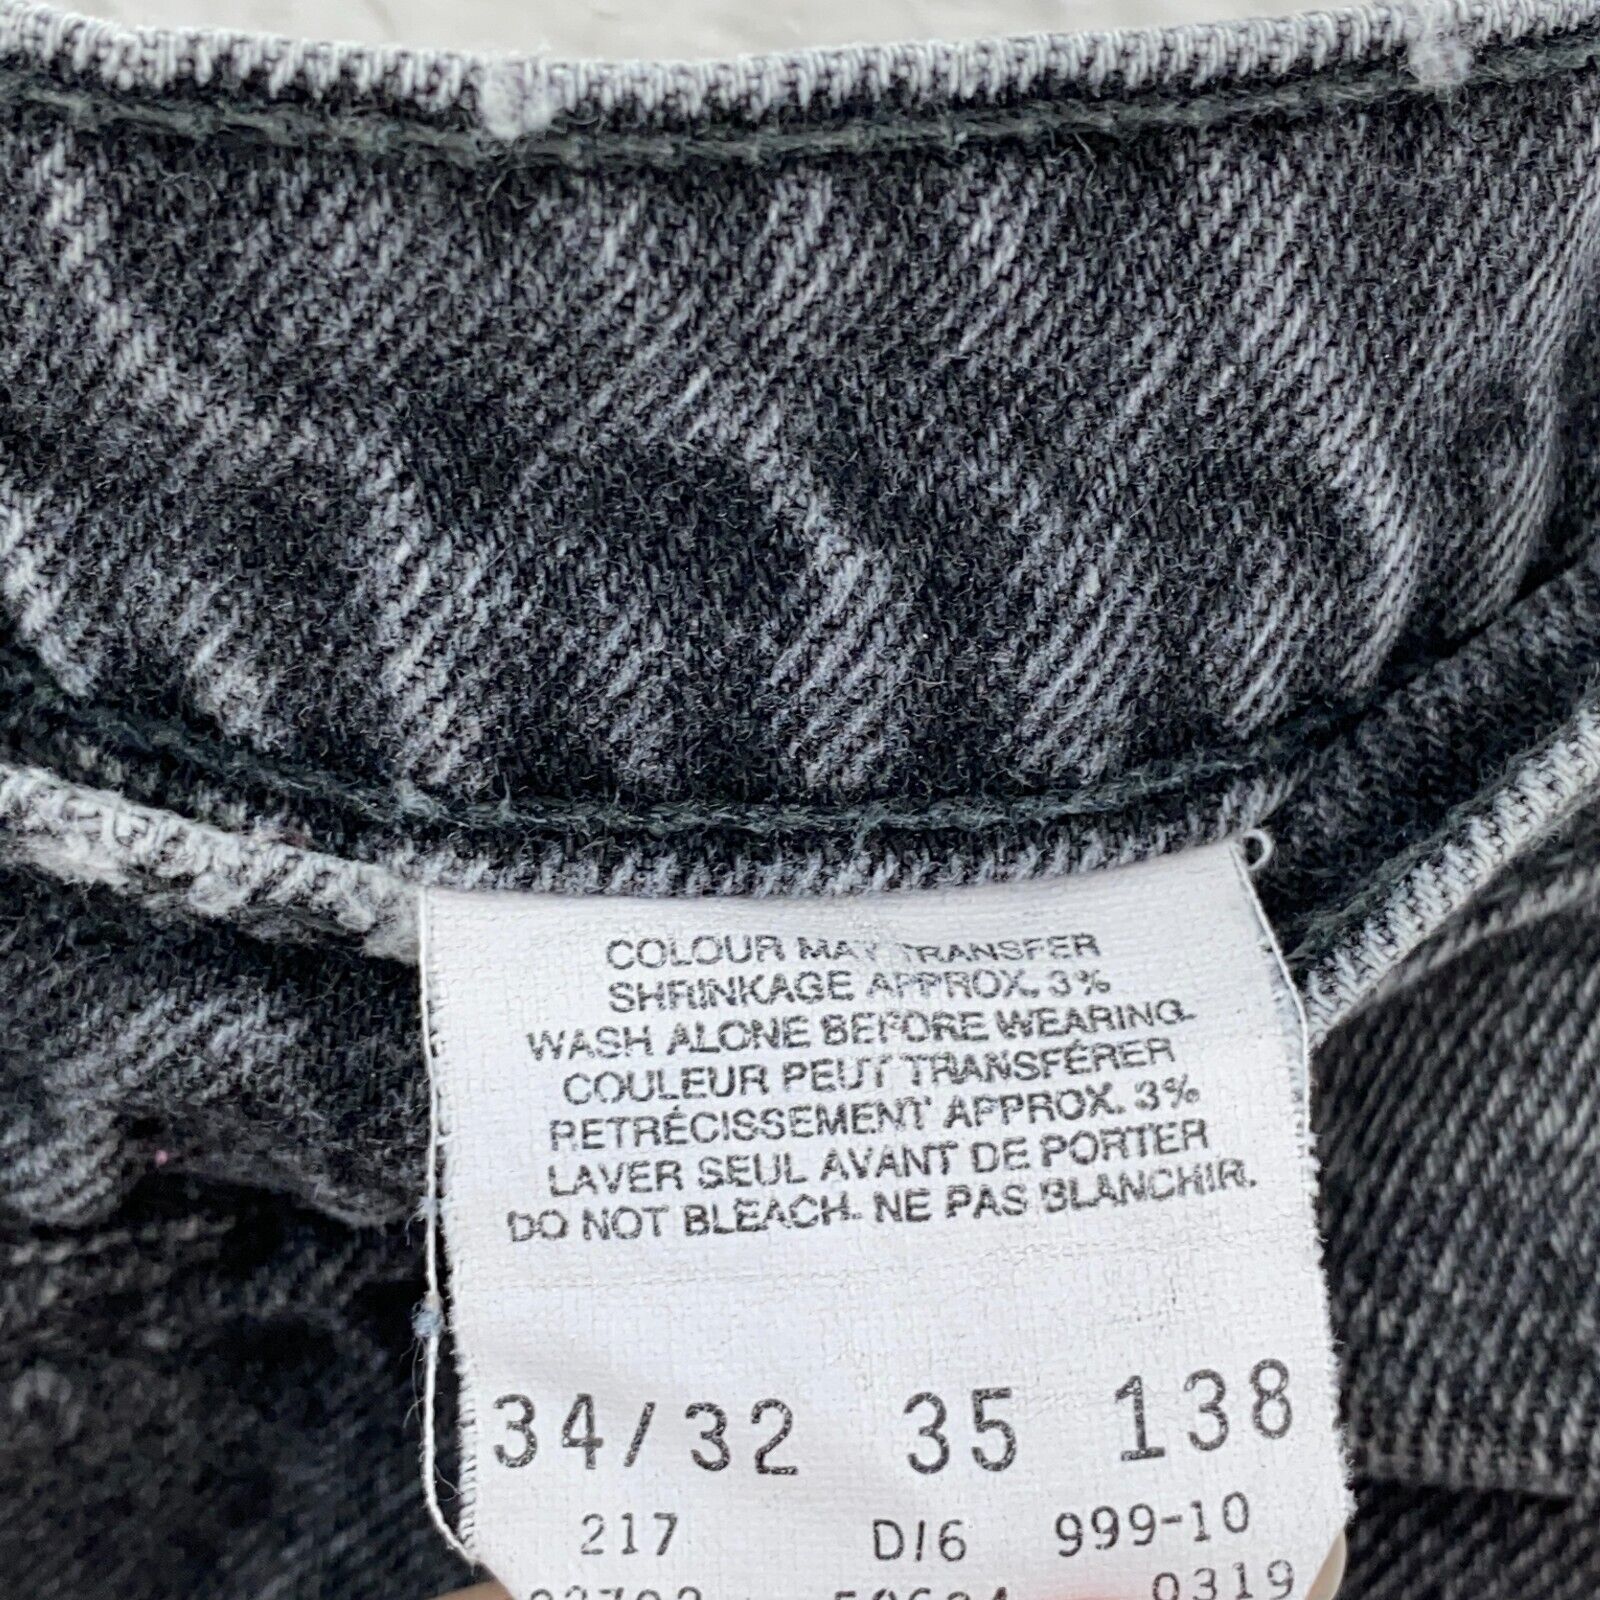 COLOUR MAY TRANSFER
SHRINKAGE APPROX. 3%
WASH ALONE BEFORE WEARING.
COULEUR PEUT TRANSFÉRER
RETRÉCISSEMENT APPROX. 3%
LAVER SEUL AVANT DE PORTER
DO NOT BLEACH. NE PAS BLANCHIR.
34/32 35 138
217 D/6 999-10
0319